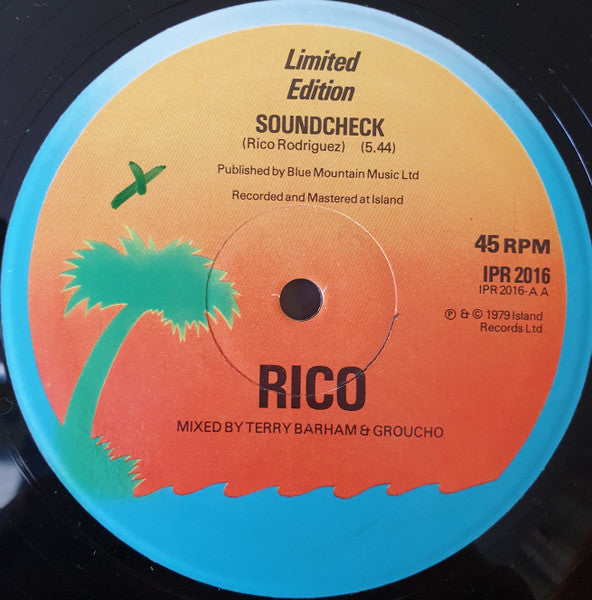 Limited
Edition
SOUNDCHECK
(Rico Rodriguez) (5.44)
Published by Blue Mountain Music Ltd
Recorded and Mastered at Island
45 RPM
IPR 2016
IPR 2016-A A
℗ & © 1979 Island
Records Ltd
RICO
MIXED BY TERRY BARHAM & GROUCHO